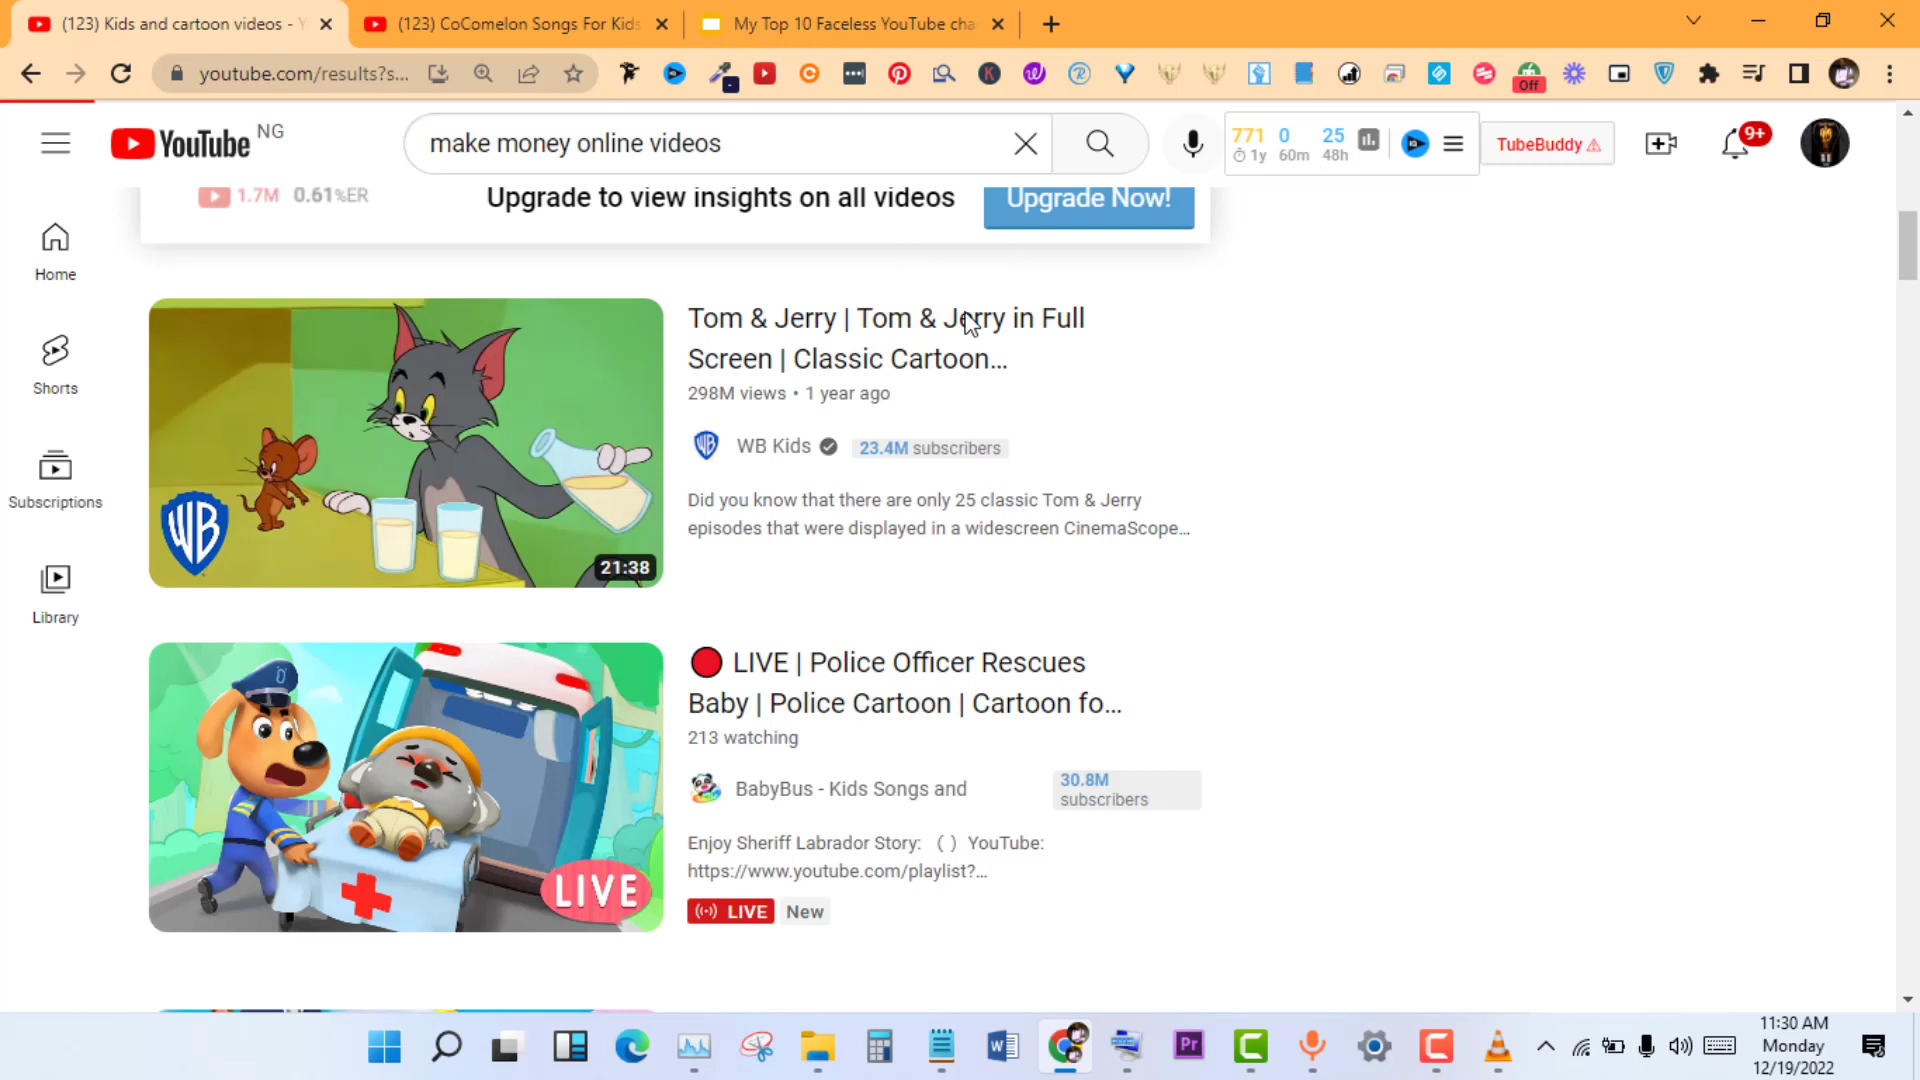 (123) Kids and cartoon videos - Y
(123) CoComelon Songs For Kids
My Top 10 Faceless YouTube cha
youtube.com/results?s...
Off
YouTube NG
make money online videos
771 0 25
1y 60m 48h
TubeBuddy
9+
1.7M 0.61%ER
Upgrade to view insights on all videos
Upgrade Now!
Home
Shorts
Subscriptions
Library
Tom & Jerry | Tom & Jerry in Full
Screen | Classic Cartoon...
298M views • 1 year ago
WB Kids
23.4M subscribers
Did you know that there are only 25 classic Tom & Jerry
episodes that were displayed in a widescreen CinemaScope...
WB
21:38
LIVE | Police Officer Rescues
Baby | Police Cartoon | Cartoon fo...
213 watching
BabyBus - Kids Songs and
30.8M
subscribers
Enjoy Sheriff Labrador Story: ( ) YouTube:
https://www.youtube.com/playlist?...
LIVE New
LIVE
11:30 AM
Monday
12/19/2022